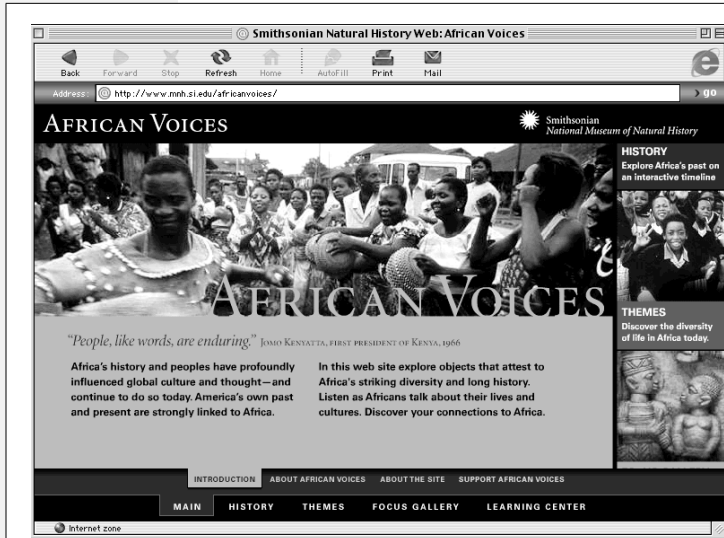 Smithsonian Natural History Web: African Voices
Back Forward Stop Refresh Home AutoFill Print Mail
Address: http://www.mnh.si.edu/africanvoices/ go
AFRICAN VOICES
Smithsonian
National Museum of Natural History
HISTORY
Explore Africa's past on
an interactive timeline
AFRICAN VOICES
THEMES
Discover the diversity
of life in Africa today.
"People, like words, are enduring." JOMO KENYATTA, FIRST PRESIDENT OF KENYA, 1966
Africa's history and peoples have profoundly
influenced global culture and thought—and
continue to do so today. America's own past
and present are strongly linked to Africa.
In this web site explore objects that attest to
Africa's striking diversity and long history.
Listen as Africans talk about their lives and
cultures. Discover your connections to Africa.
INTRODUCTION ABOUT AFRICAN VOICES ABOUT THE SITE SUPPORT AFRICAN VOICES
MAIN HISTORY THEMES FOCUS GALLERY LEARNING CENTER
Internet zone